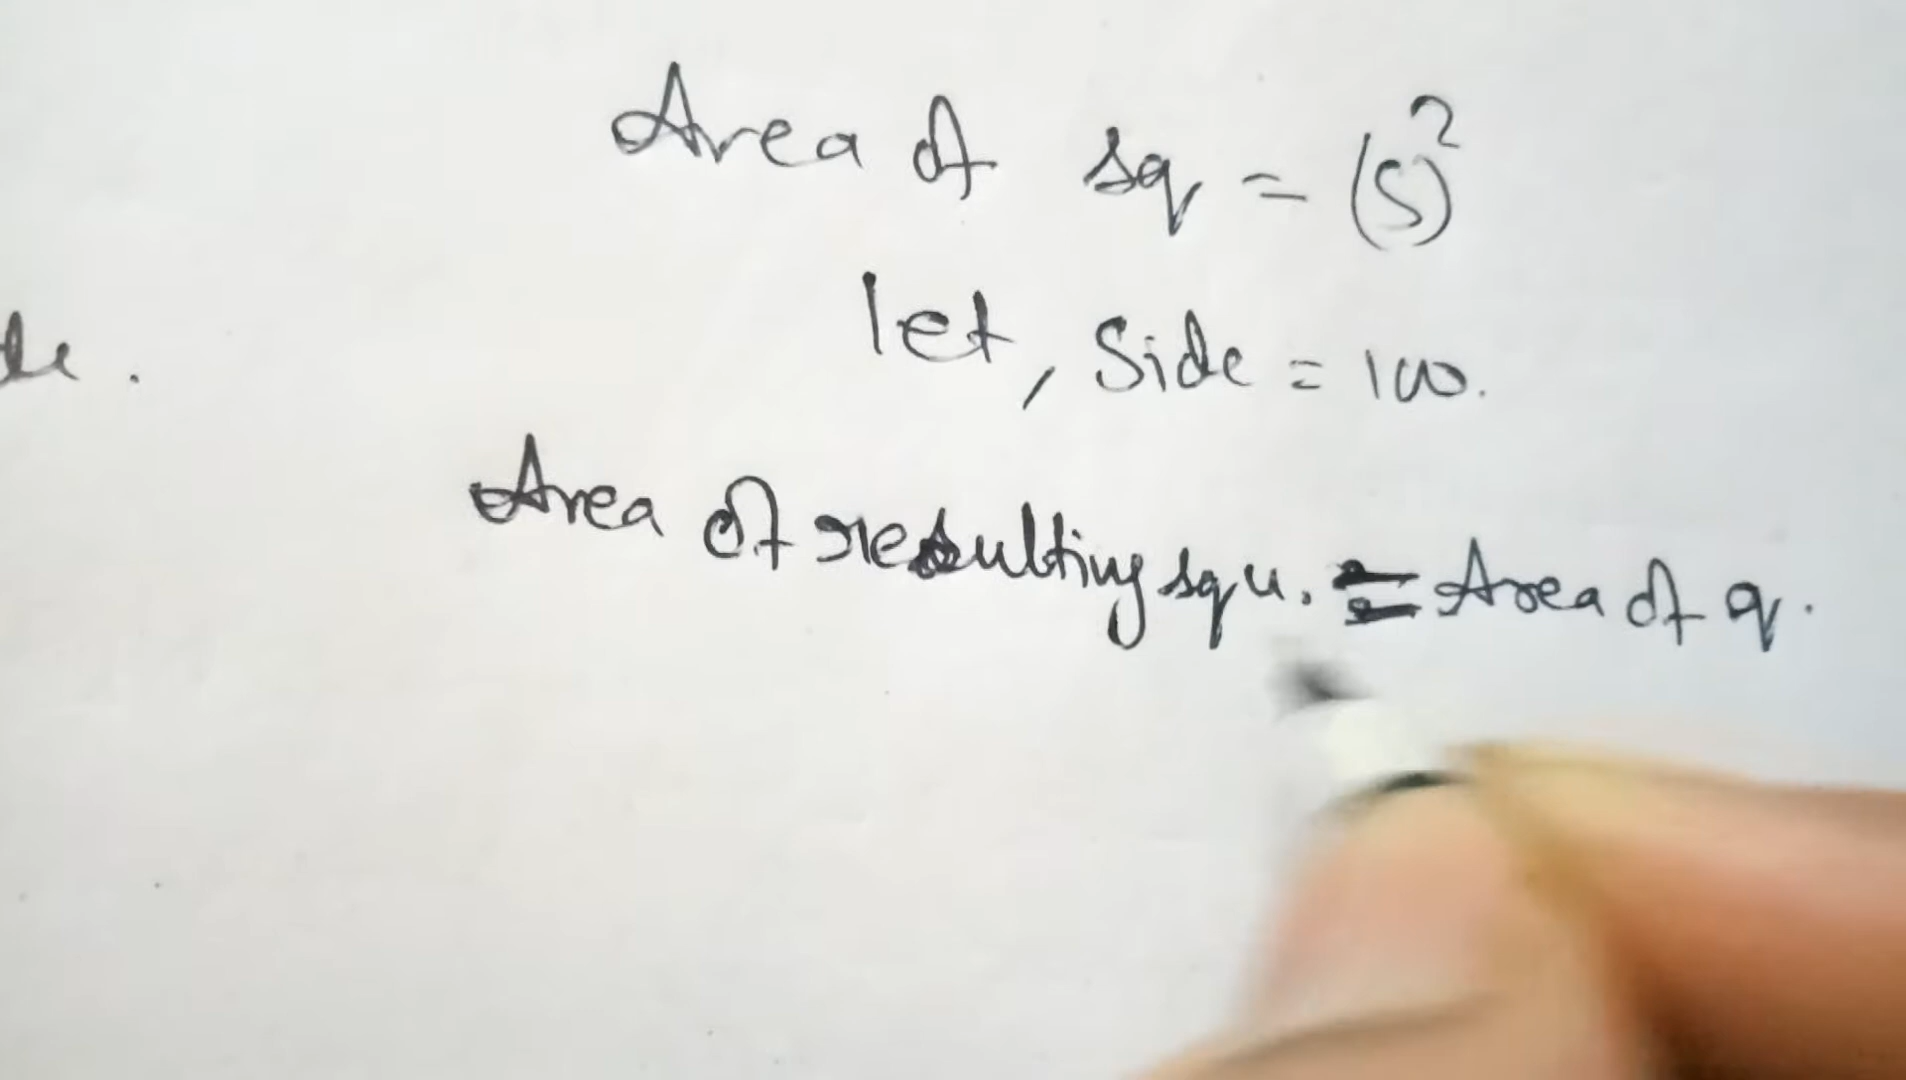 Area of sq = (S)²
let, Side = 100.
Area of resulting squ. = Area of q.